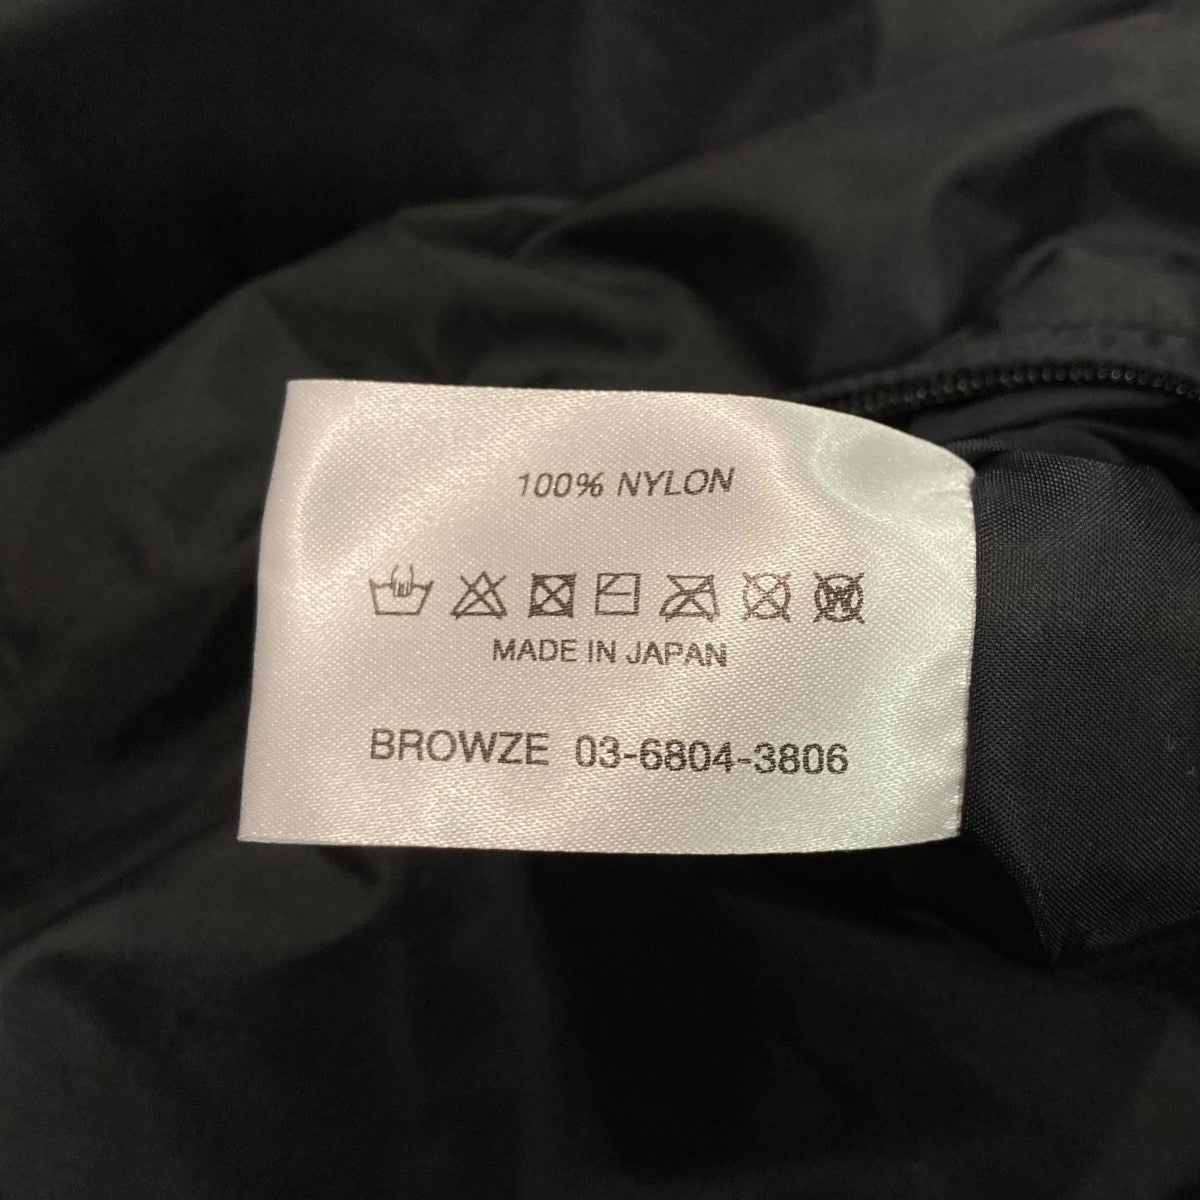 100% NYLON
W
MADE IN JAPAN
BROWZE 03-6804-3806